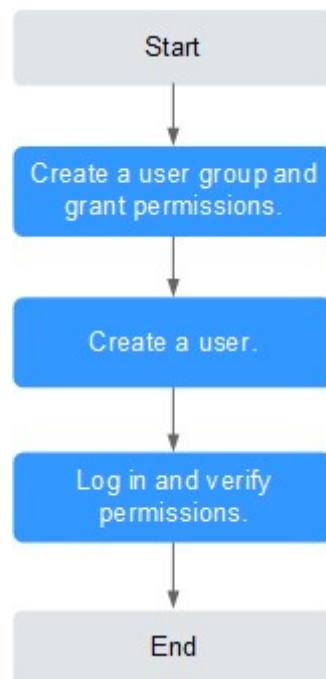 Start
Create a user group and
grant permissions.
Create a user.
Log in and verify
permissions.
End